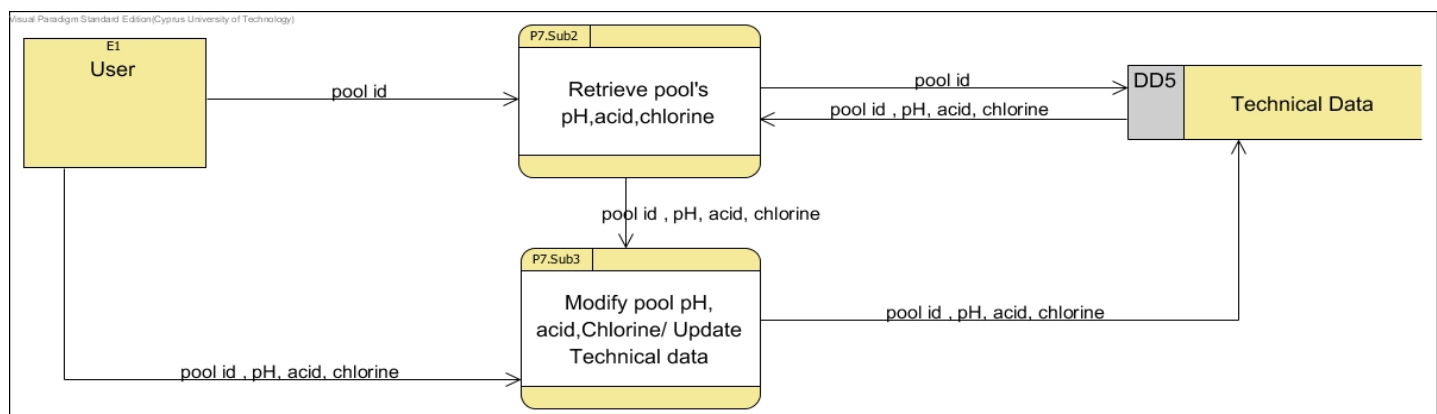 Visual Paradigm Standard Edition(Cyprus University of Technology)
E1
User
pool id
P7.Sub2
Retrieve pool's
pH,acid,chlorine
pool id
pool id , pH, acid, chlorine
DD5
Technical Data
pool id , pH, acid, chlorine
P7.Sub3
Modify pool pH,
acid,Chlorine/ Update
Technical data
pool id , pH, acid, chlorine
pool id , pH, acid, chlorine